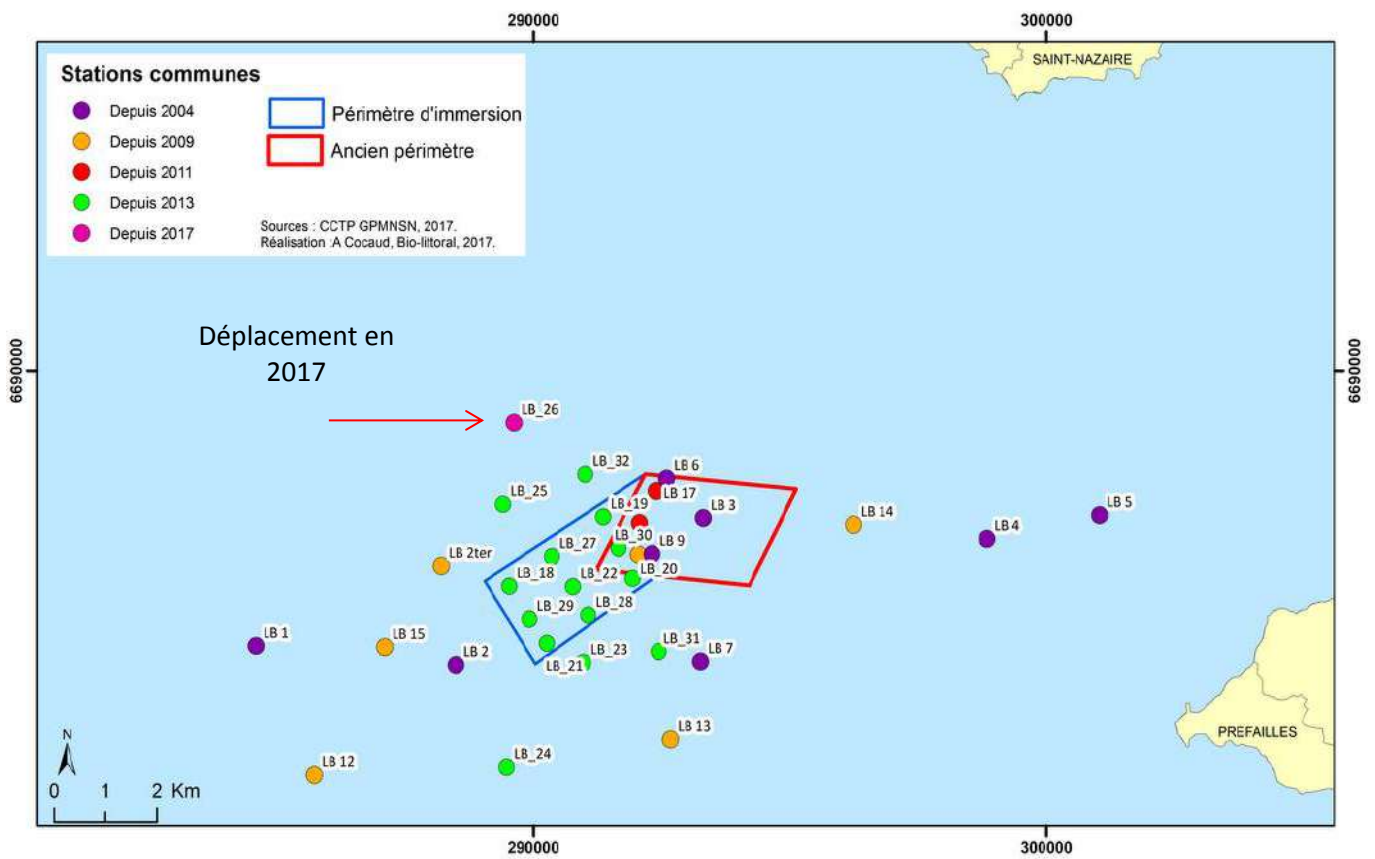 290000
300000
Stations communes
Depuis 2004
Depuis 2009
Depuis 2011
Depuis 2013
Depuis 2017
Périmètre d'immersion
Ancien périmètre
Sources : CCTP GPMNSN, 2017.
Réalisation :A Cocaud, Bio-littoral, 2017.
SAINT-NAZAIRE
6690000
6690000
Déplacement en
2017
LB_26
LB_32
LB 6
LB 17
LB_25
LB_19
LB 3
LB 14
LB 5
LB 4
LB_30
LB 9
LB_27
LB 2ter
LB_20
LB_18
LB_22
LB_29
LB_28
LB 1
LB 15
LB 2
LB_21
LB_23
LB_31
LB 7
LB 13
LB_24
LB 12
PREFAILLES
N
0 1 2 Km
290000
300000